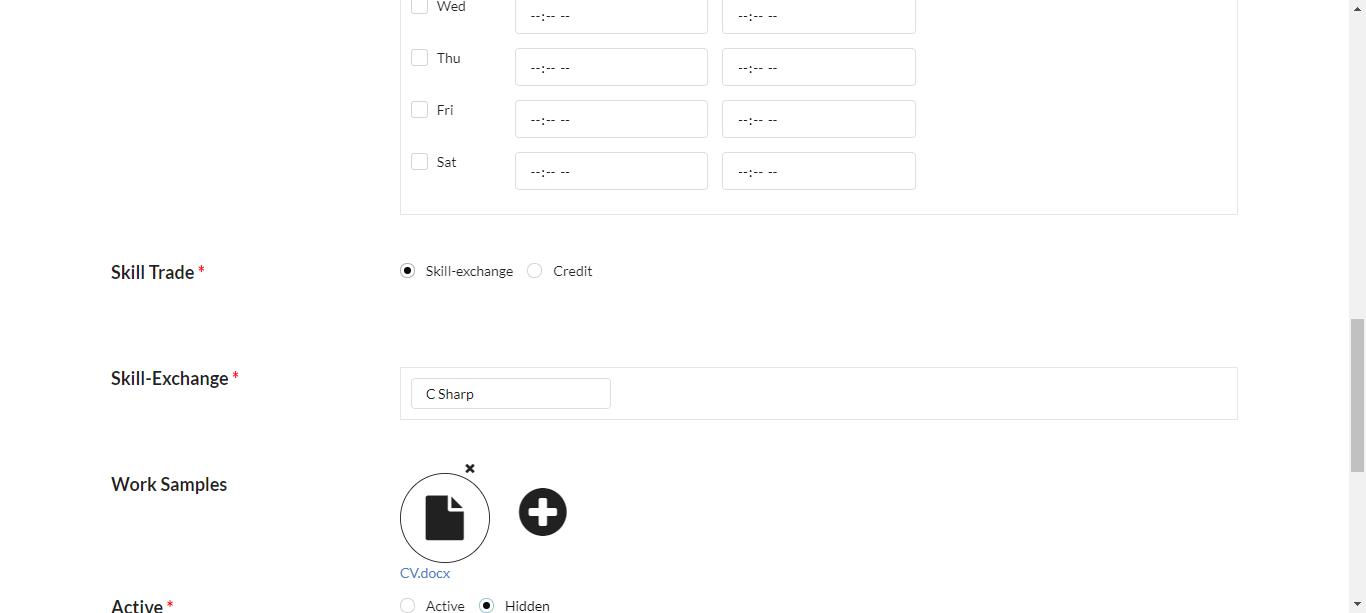 Wed --:-- -- --:-- --
Thu --:-- -- --:-- --
Fri --:-- -- --:-- --
Sat --:-- -- --:-- --
Skill Trade * Skill-exchange Credit
Skill-Exchange * C Sharp
Work Samples
CV.docx
Active * Active Hidden